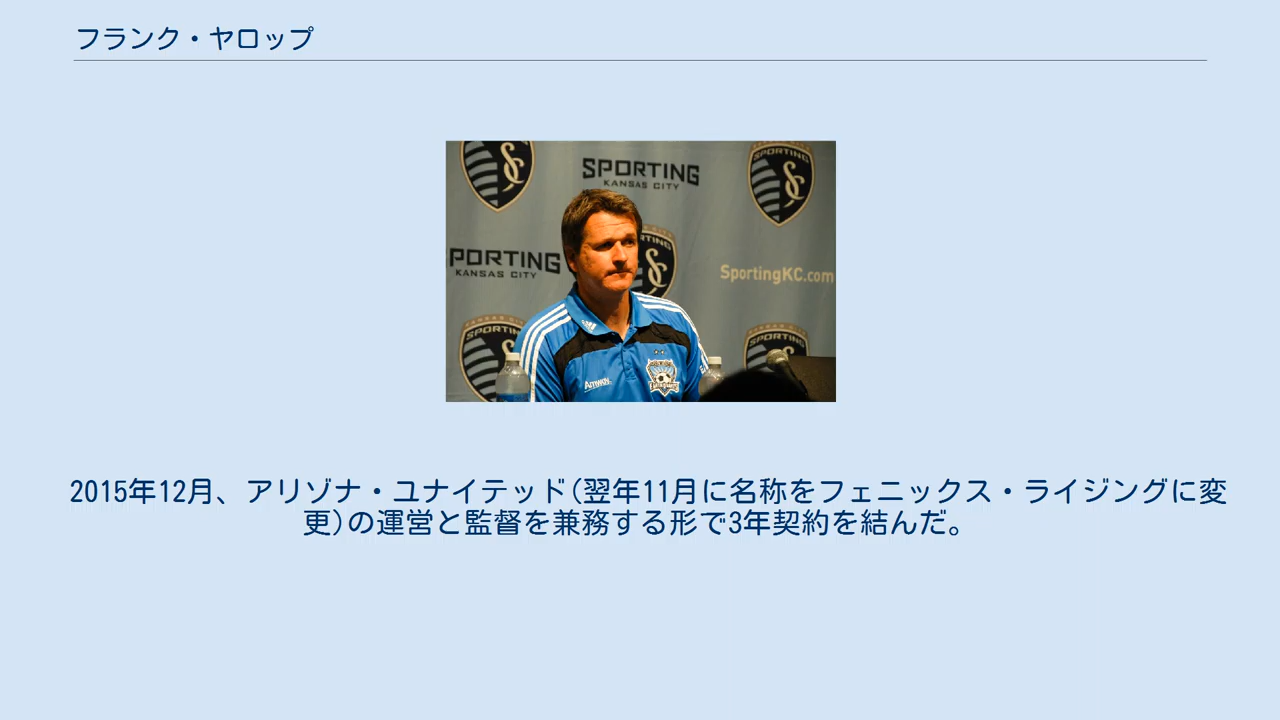 フランク・ヤロップ
SPORTING
SPORTING
KANSAS CITY
PORTING
KANSAS CITY
RTING
SportingKC.com
SPORTING
Amway
2015年12月、アリゾナ・ユナイテッド(翌年11月に名称をフェニックス・ライジングに変
更)の運営と監督を兼務する形で3年契約を結んだ。